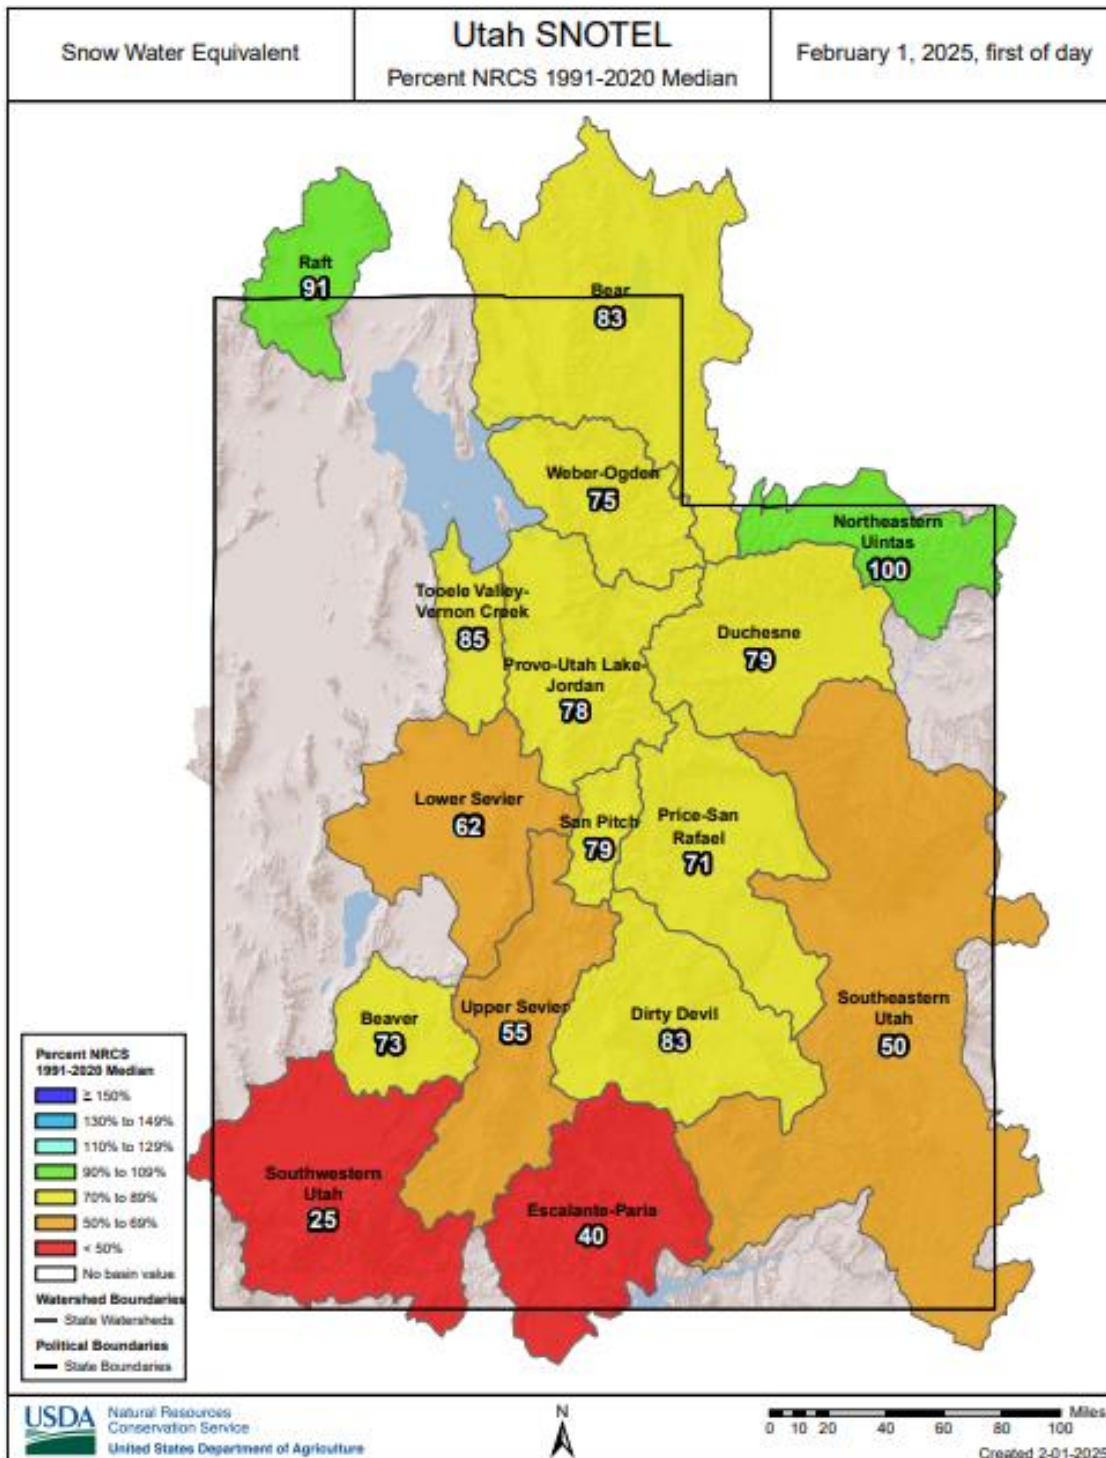 Snow Water Equivalent
Utah SNOTEL
Percent NRCS 1991-2020 Median
February 1, 2025, first of day
Raft
91
Bear
83
Weber-Ogden
75
Northeastern
Uintas
100
Tooele Valley-
Vernon Creek
85
Duchesne
79
Provo-Utah Lake-
Jordan
78
Lower Sevier
62
San Pitch
79
Price-San
Rafael
71
Beaver
73
Upper Sevier
55
Dirty Devil
83
Southeastern
Utah
50
Southwestern
Utah
25
Escalante-Paria
40
Percent NRCS
1991-2020 Median
≥ 150%
130% to 149%
110% to 129%
90% to 109%
70% to 89%
50% to 69%
< 50%
No basin value
Watershed Boundaries
State Watersheds
Political Boundaries
State Boundaries
USDA
Natural Resources
Conservation Service
United States Department of Agriculture
N
Miles
0 10 20 40 60 80 100
Created 2-01-2025